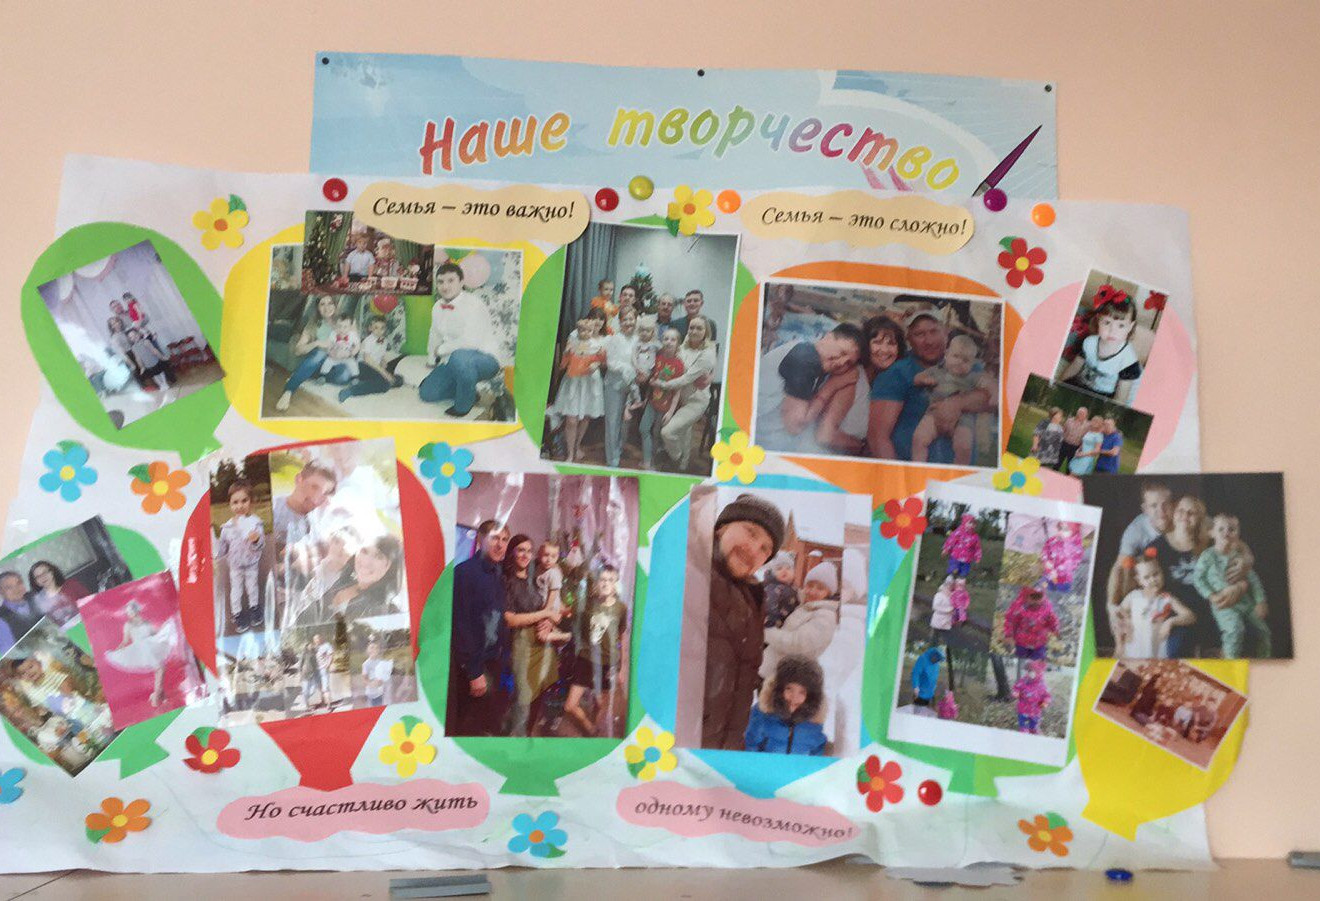 Наше творчество
Семья – это важно!
Семья – это сложно!
Но счастливо жить
одному невозможно!